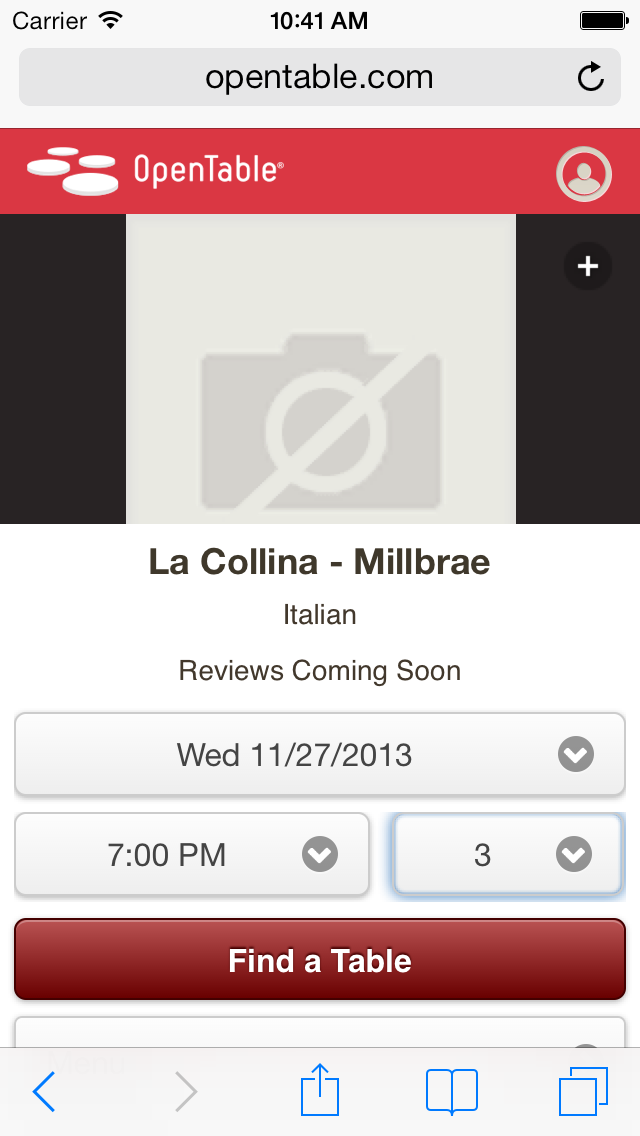 Carrier 10:41 AM
opentable.com
OpenTable®
La Collina - Millbrae
Italian
Reviews Coming Soon
Wed 11/27/2013
7:00 PM 3
Find a Table
Menu